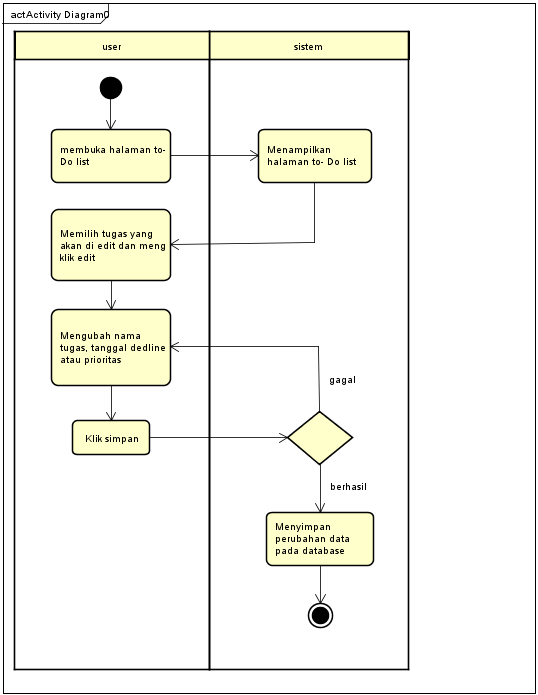 actActivity Diagram0
user
sistem
membuka halaman to-
Do list
Menampilkan
halaman to- Do list
Memilih tugas yang
akan di edit dan meng
klik edit
Mengubah nama
tugas, tanggal dedline
atau prioritas
gagal
Klik simpan
berhasil
Menyimpan
perubahan data
pada database